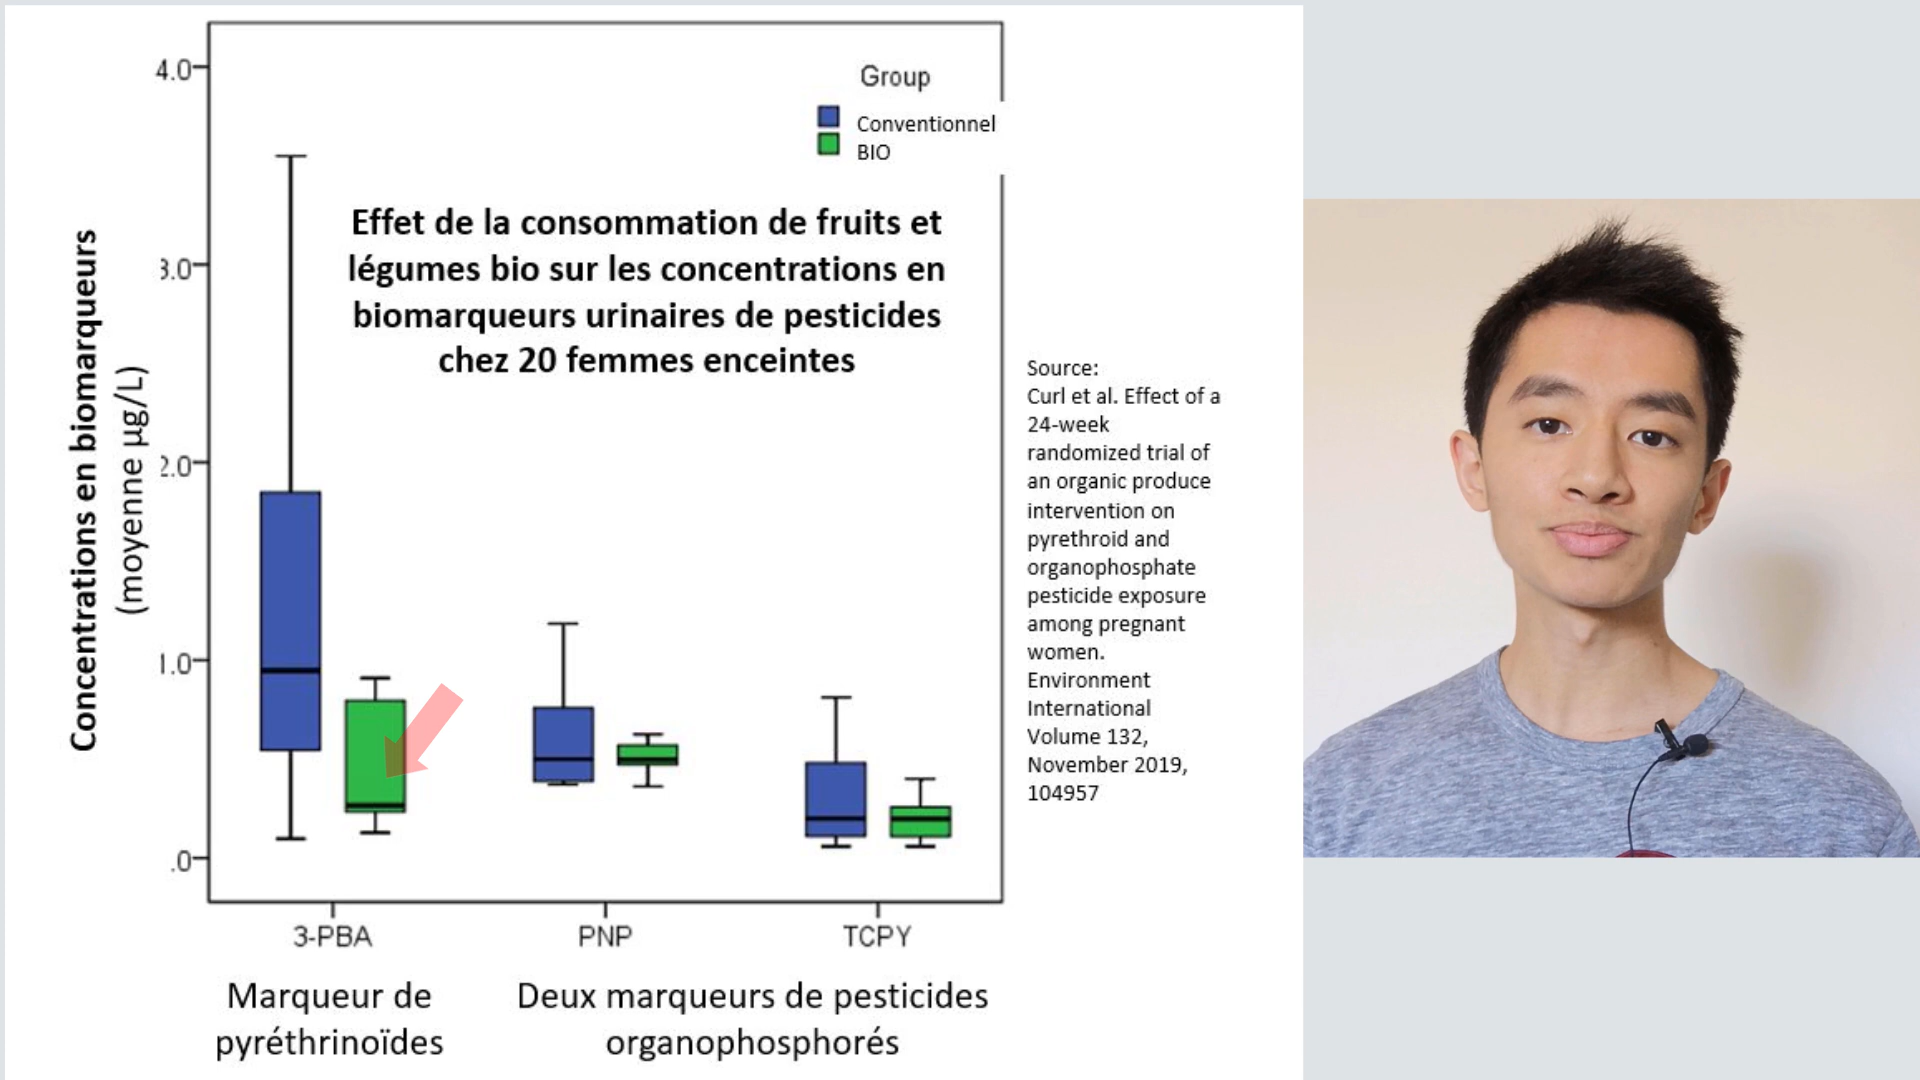 4.0
3.0
2.0
1.0
.0
Concentrations en biomarqueurs
(moyenne µg/L)
Group
Conventionnel
BIO
Effet de la consommation de fruits et
légumes bio sur les concentrations en
biomarqueurs urinaires de pesticides
chez 20 femmes enceintes
3-PBA
PNP
TCPY
Marqueur de
pyréthrinoïdes
Deux marqueurs de pesticides
organophosphorés
Source:
Curl et al. Effect of a
24-week
randomized trial of
an organic produce
intervention on
pyrethroid and
organophosphate
pesticide exposure
among pregnant
women.
Environment
International
Volume 132,
November 2019,
104957